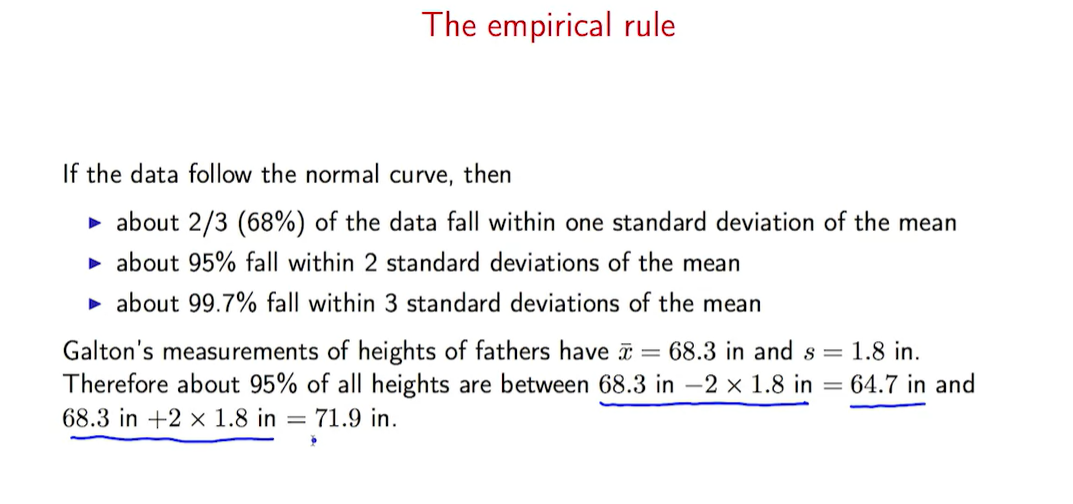 The empirical rule
If the data follow the normal curve, then
▶ about 2/3 (68%) of the data fall within one standard deviation of the mean
▶ about 95% fall within 2 standard deviations of the mean
▶ about 99.7% fall within 3 standard deviations of the mean
Galton's measurements of heights of fathers have x̄ = 68.3 in and s = 1.8 in.
Therefore about 95% of all heights are between 68.3 in −2 × 1.8 in = 64.7 in and
68.3 in +2 × 1.8 in = 71.9 in.